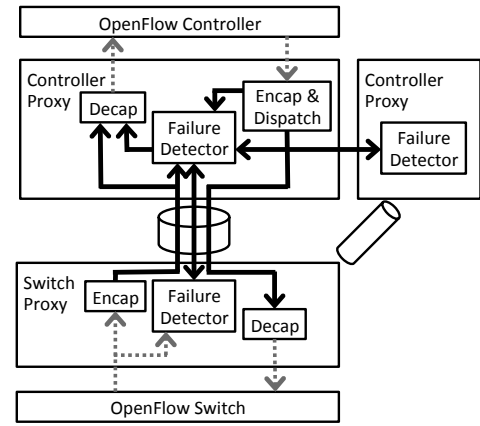 OpenFlow Controller
Controller
Proxy
Decap
Encap &
Dispatch
Failure
Detector
Controller
Proxy
Failure
Detector
Switch
Proxy
Encap
Failure
Detector
Decap
OpenFlow Switch